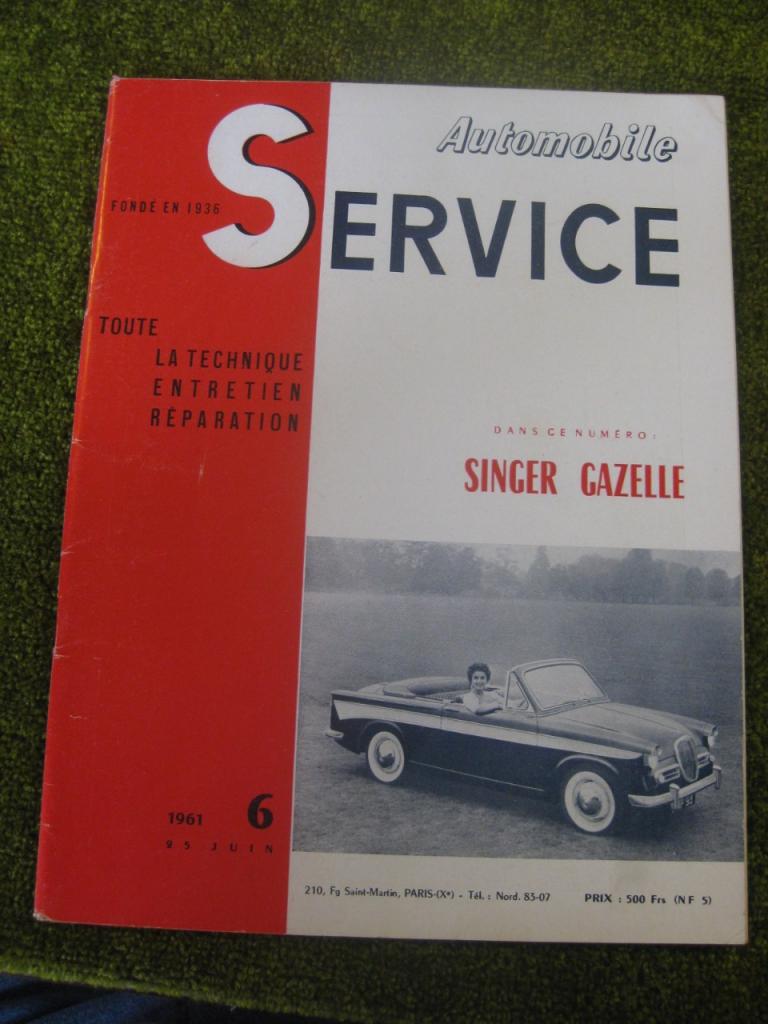 Automobile
SERVICE
FONDÉ EN 1936
TOUTE
LA TECHNIQUE
ENTRETIEN
RÉPARATION
DANS CE NUMÉRO :
SINGER GAZELLE
1961 6
25 JUIN
210, Fg Saint-Martin, PARIS-(Xe) - Tél. : Nord. 83-07 PRIX : 500 Frs (NF 5)